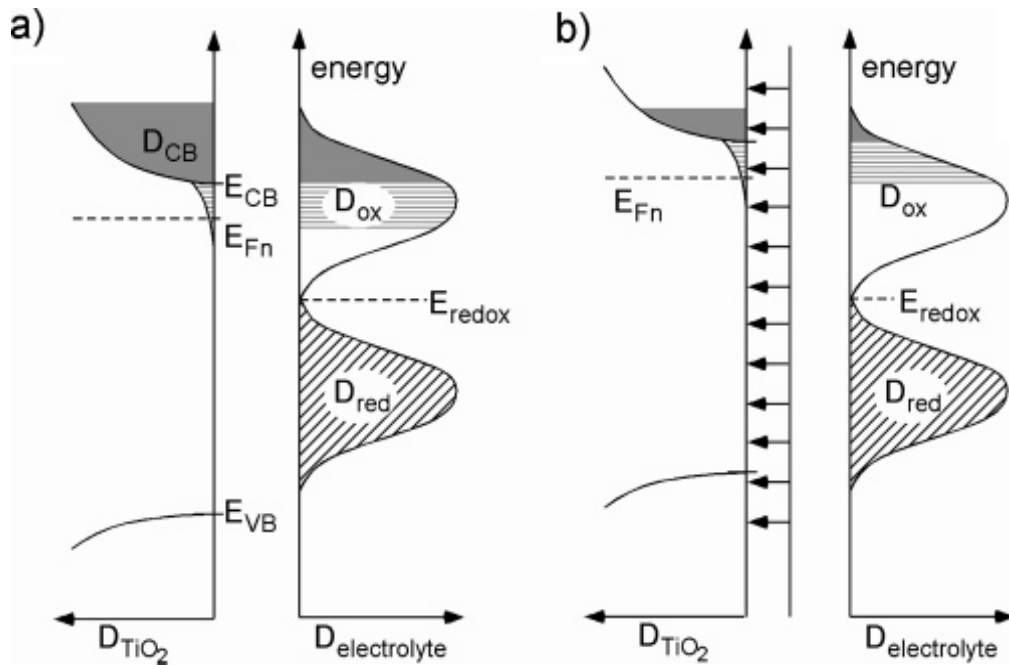 a)
energy
D_CB
E_CB
D_ox
E_Fn
E_redox
D_red
E_VB
D_TiO₂
D_electrolyte
b)
energy
E_Fn
D_ox
E_redox
D_red
D_TiO₂
D_electrolyte